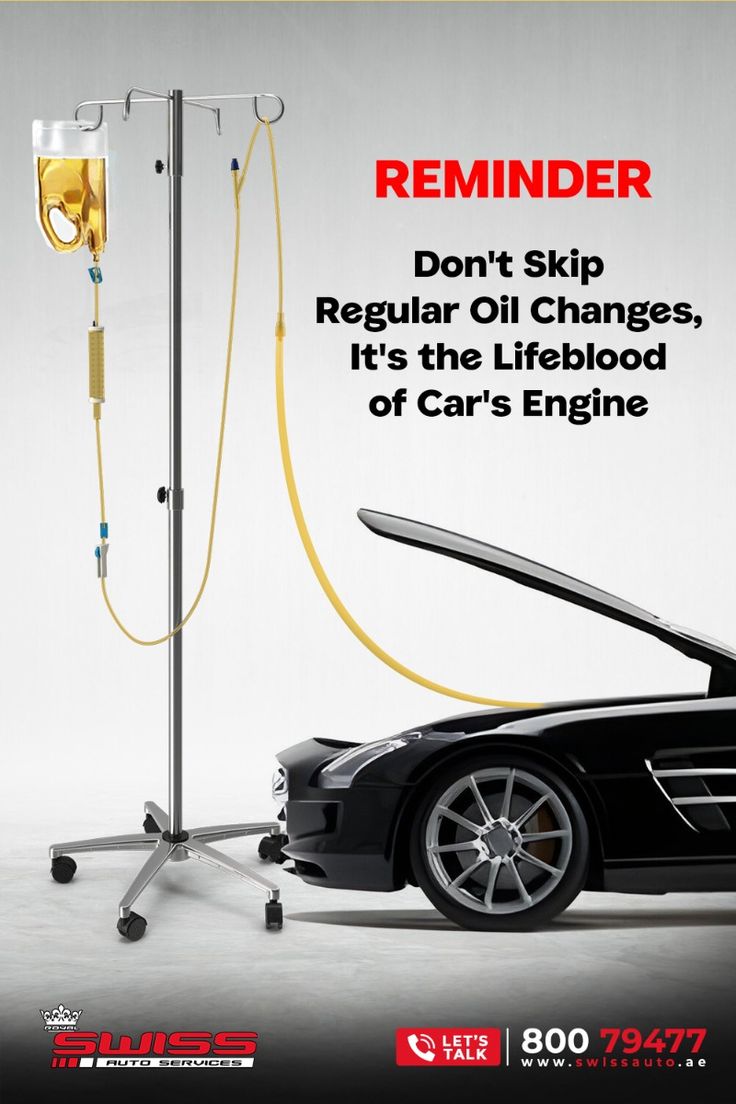 REMINDER
Don't Skip
Regular Oil Changes,
It's the Lifeblood
of Car's Engine
ROYAL
SWISS
AUTO SERVICES
LET'S
TALK
800 79477
www.swissauto.ae